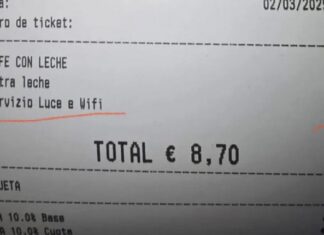 a:
02/03/202
ro de ticket:
FE CON LECHE
tra leche
rvizio Luce e Wifi
TOTAL € 8,70
JETA
A 10.0% Base
A 10.0% Cuota